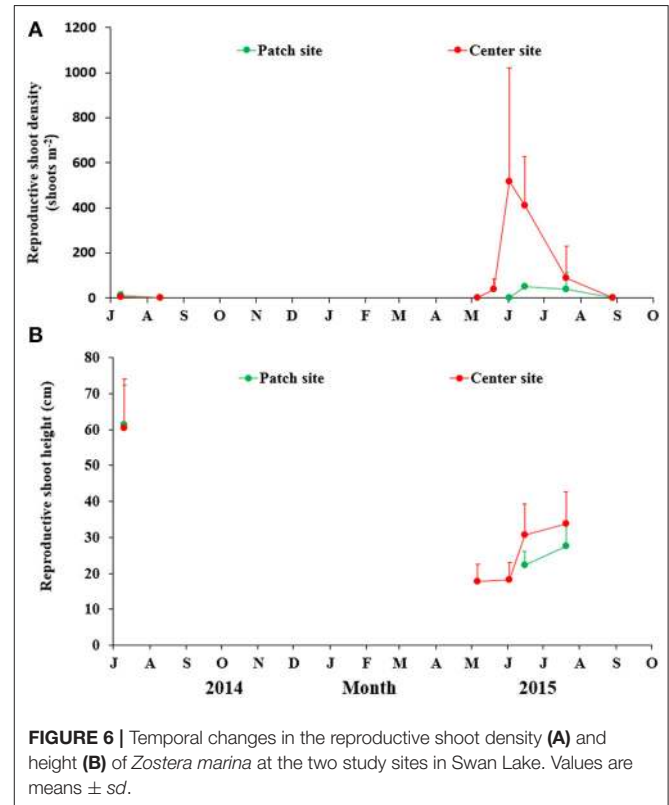 A
Patch site Center site
Reproductive shoot density
(shoots m-2)
1200
1000
800
600
400
200
0
J A S O N D J F M A M J J A S O
B
Patch site Center site
Reproductive shoot height (cm)
80
70
60
50
40
30
20
10
0
J A S O N D J F M A M J J A S O
2014 Month 2015
FIGURE 6 | Temporal changes in the reproductive shoot density (A) and
height (B) of Zostera marina at the two study sites in Swan Lake. Values are
means ± sd.